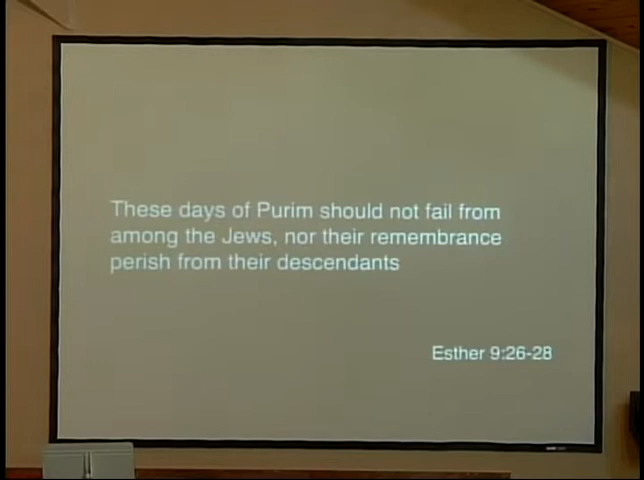 These days of Purim should not fail from
among the Jews, nor their remembrance
perish from their descendants
Esther 9:26-28